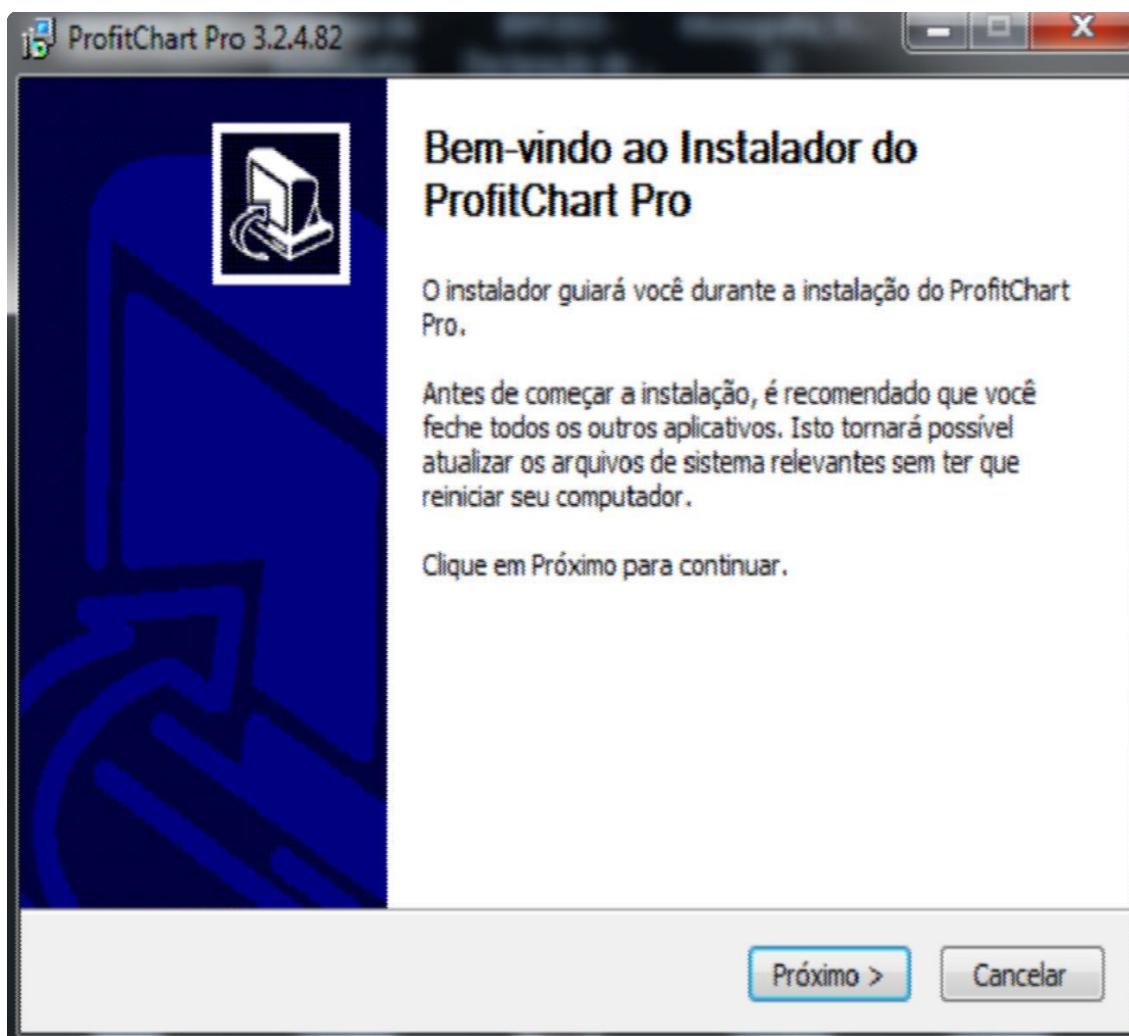 ProfitChart Pro 3.2.4.82
Bem-vindo ao Instalador do
ProfitChart Pro
O instalador guiará você durante a instalação do ProfitChart
Pro.
Antes de começar a instalação, é recomendado que você
feche todos os outros aplicativos. Isto tornará possível
atualizar os arquivos de sistema relevantes sem ter que
reiniciar seu computador.
Clique em Próximo para continuar.
Próximo >
Cancelar